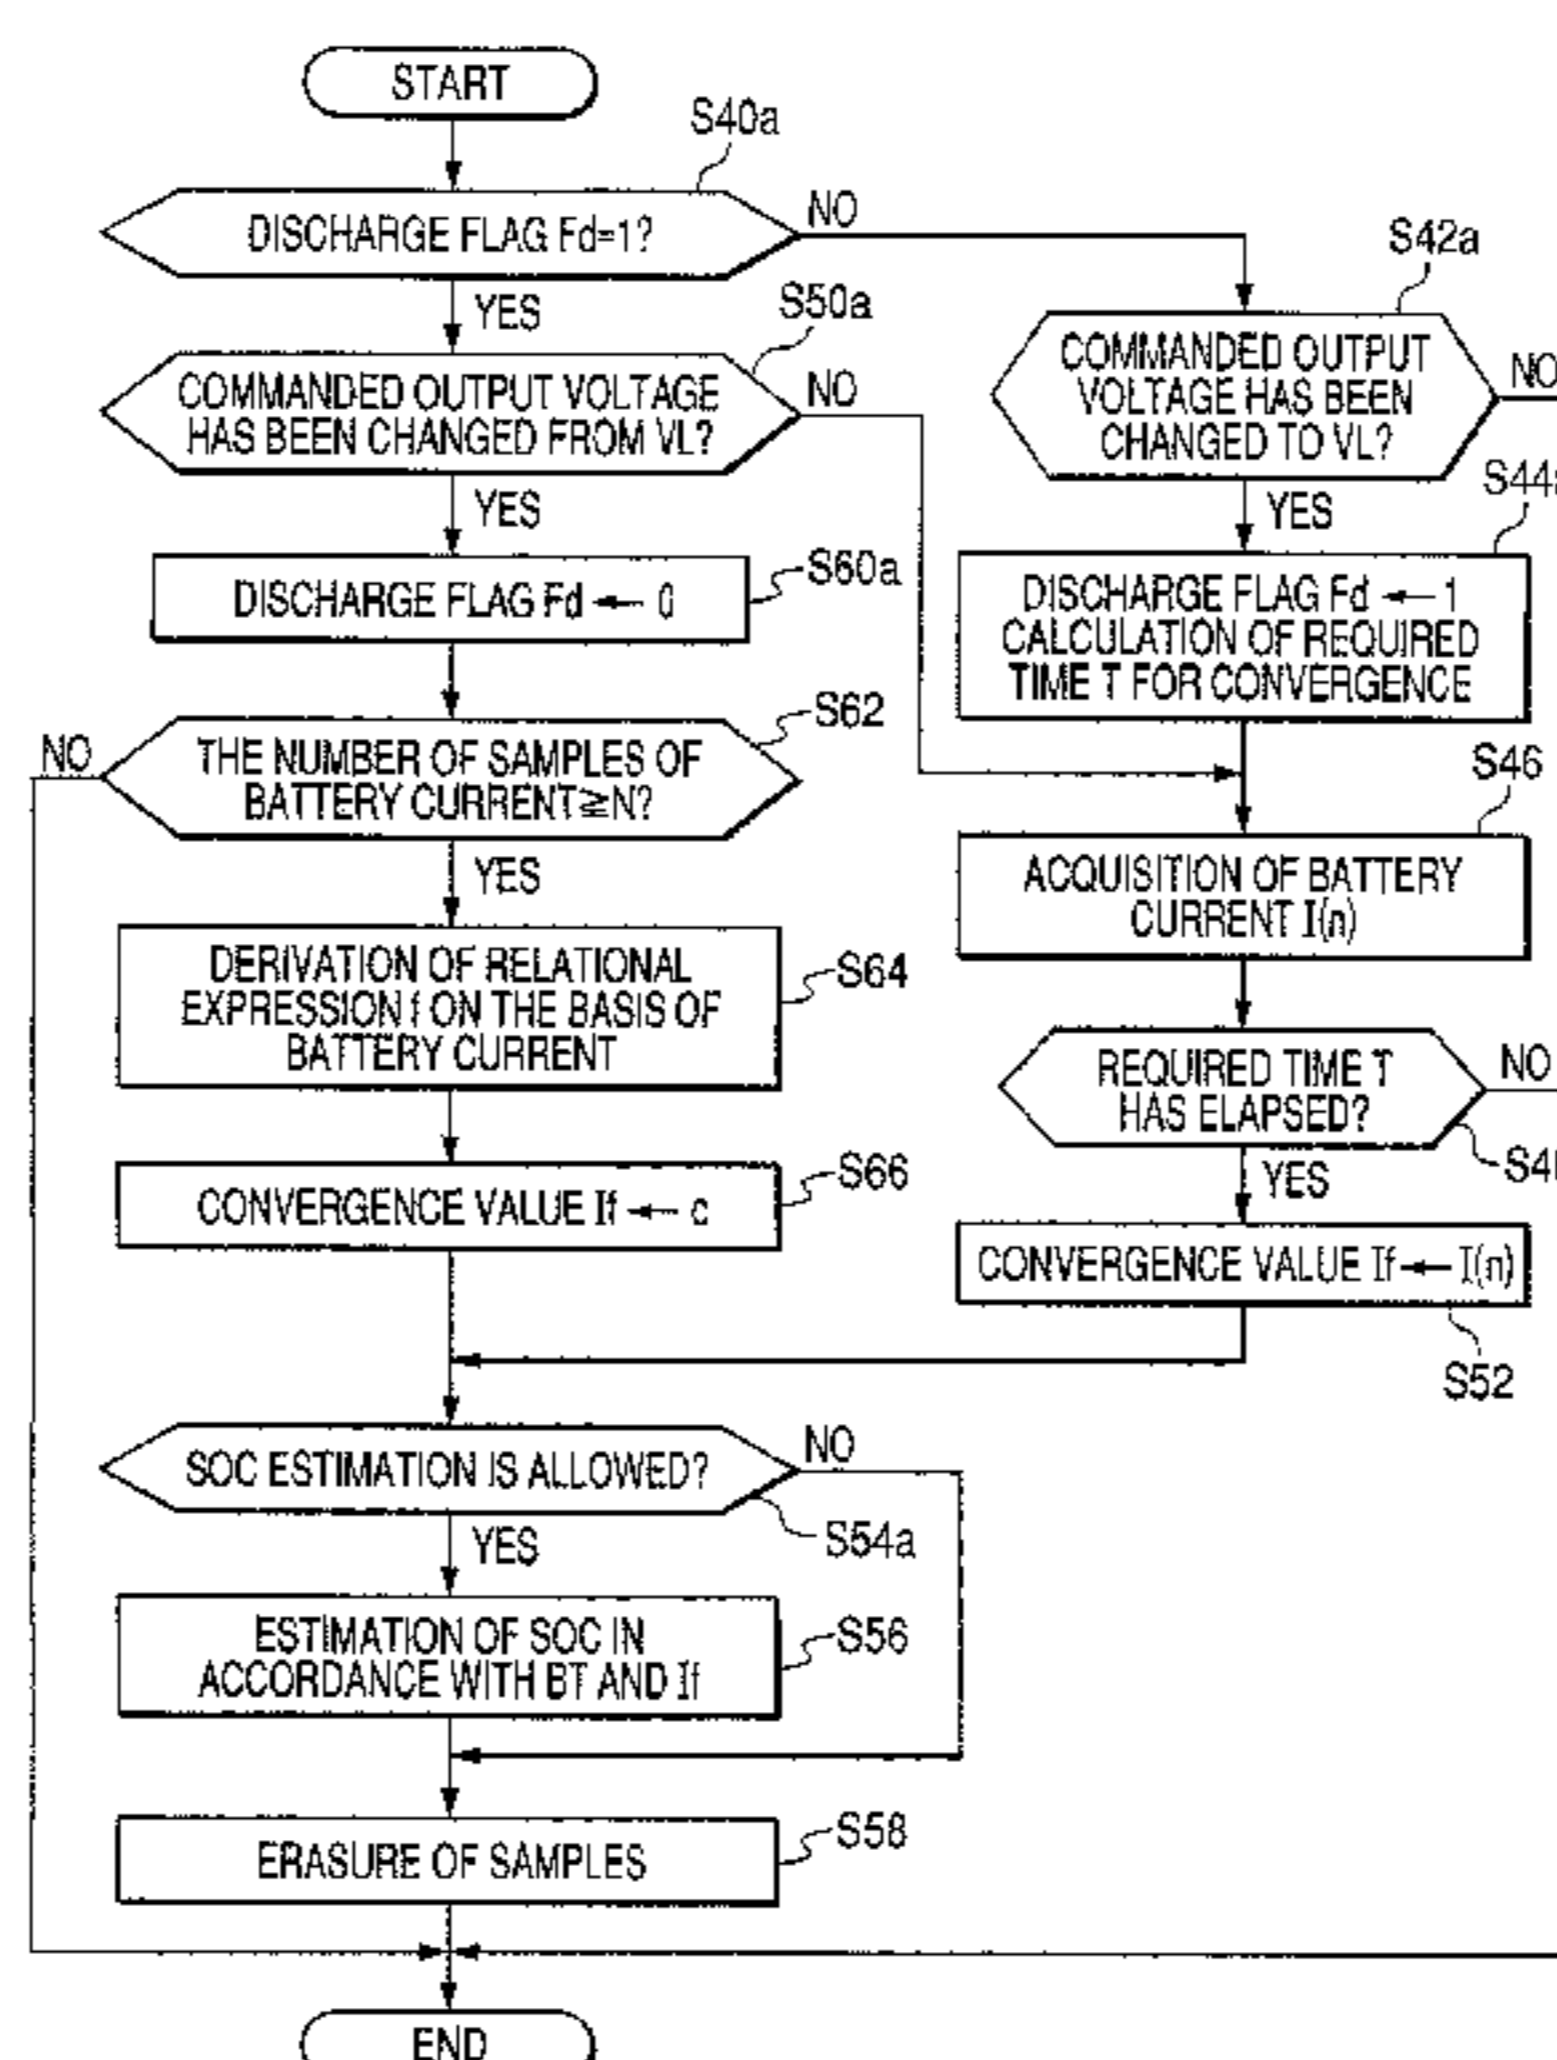 START
S40a
DISCHARGE FLAG Fd=1?
NO
YES
S42a
COMMANDED OUTPUT
VOLTAGE HAS BEEN
CHANGED TO VL?
NO
YES
S50a
COMMANDED OUTPUT VOLTAGE
HAS BEEN CHANGED FROM VL?
NO
YES
DISCHARGE FLAG Fd ← 0
S60a
DISCHARGE FLAG Fd ← 1
CALCULATION OF REQUIRED
TIME T FOR CONVERGENCE
S62
NO
THE NUMBER OF SAMPLES OF
BATTERY CURRENT≧N?
YES
S46
ACQUISITION OF BATTERY
CURRENT I(n)
DERIVATION OF RELATIONAL
EXPRESSION f ON THE BASIS OF
BATTERY CURRENT
S64
REQUIRED TIME T
HAS ELAPSED?
NO
YES
CONVERGENCE VALUE If ← c
S66
CONVERGENCE VALUE If ← I(n)
S52
SOC ESTIMATION IS ALLOWED?
NO
S54a
YES
ESTIMATION OF SOC IN
ACCORDANCE WITH BT AND If
S56
ERASURE OF SAMPLES
S58
END